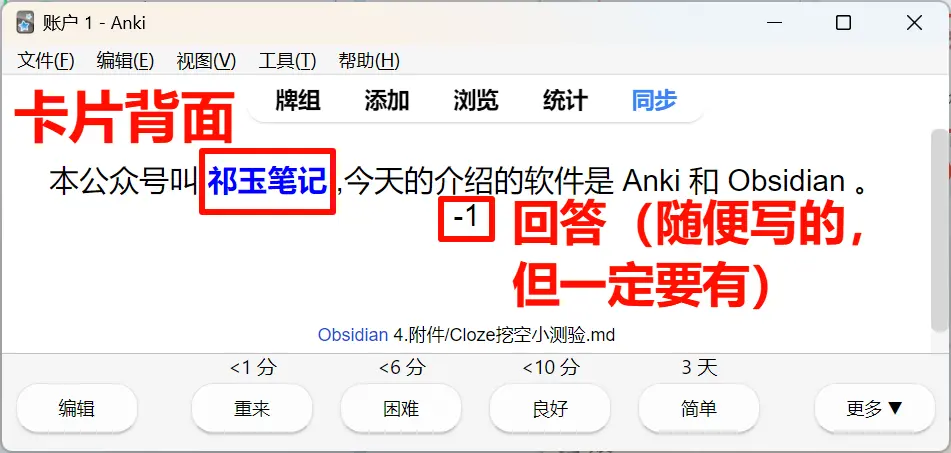 账户 1 - Anki
文件(F) 编辑(E) 视图(V) 工具(T) 帮助(H)
牌组 添加 浏览 统计 同步
卡片背面
本公众号叫 祁玉笔记 ,今天的介绍的软件是 Anki 和 Obsidian 。
-1
回答（随便写的，
但一定要有）
Obsidian 4.附件/Cloze挖空小测验.md
<1 分 <6 分 <10 分 3 天
编辑 重来 困难 良好 简单 更多 ▼